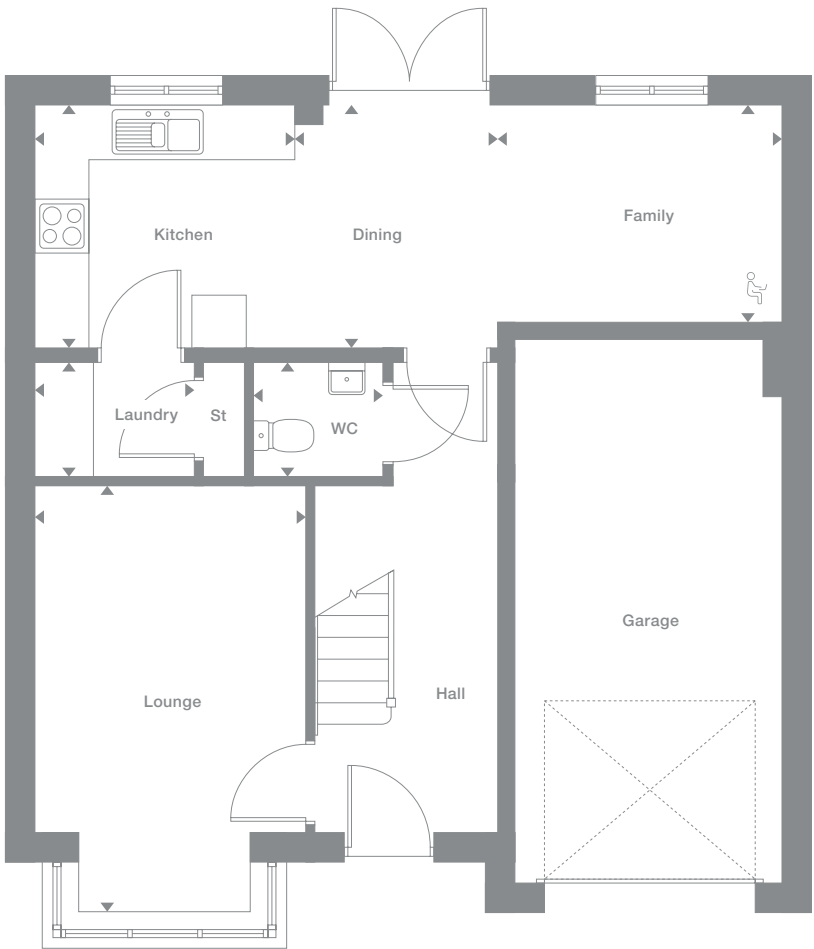 Family
Kitchen
Dining
Laundry
St
WC
Garage
Hall
Lounge